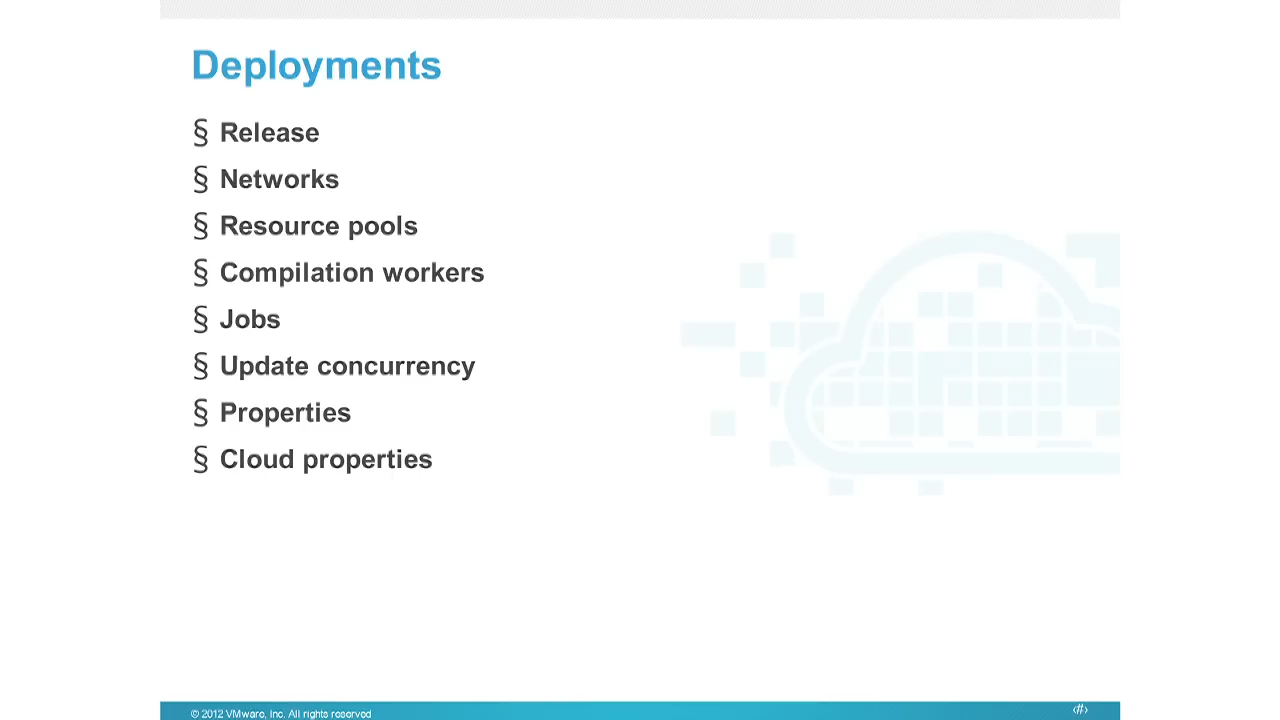 Deployments
§ Release
§ Networks
§ Resource pools
§ Compilation workers
§ Jobs
§ Update concurrency
§ Properties
§ Cloud properties
© 2012 VMware, Inc. All rights reserved
‹#›